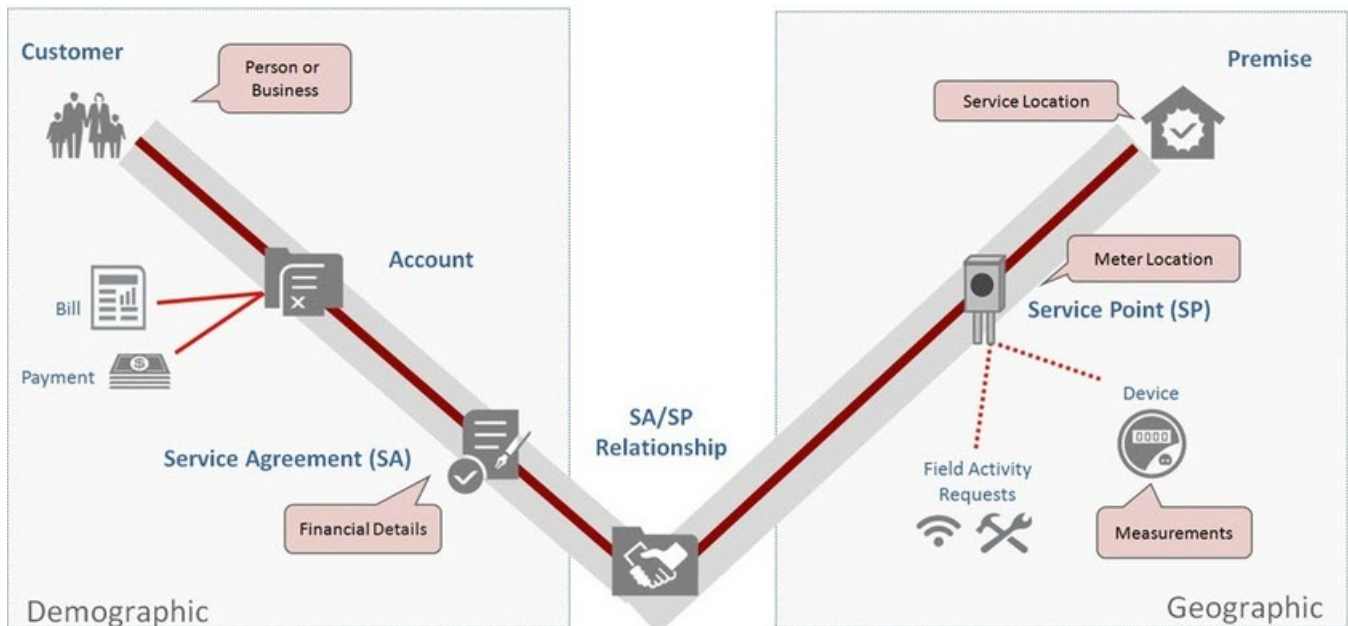 Customer
Person or
Business
Account
Bill
Payment
Service Agreement (SA)
Financial Details
Demographic
SA/SP
Relationship
Premise
Service Location
Meter Location
Service Point (SP)
Device
0000
Field Activity
Requests
Measurements
Geographic